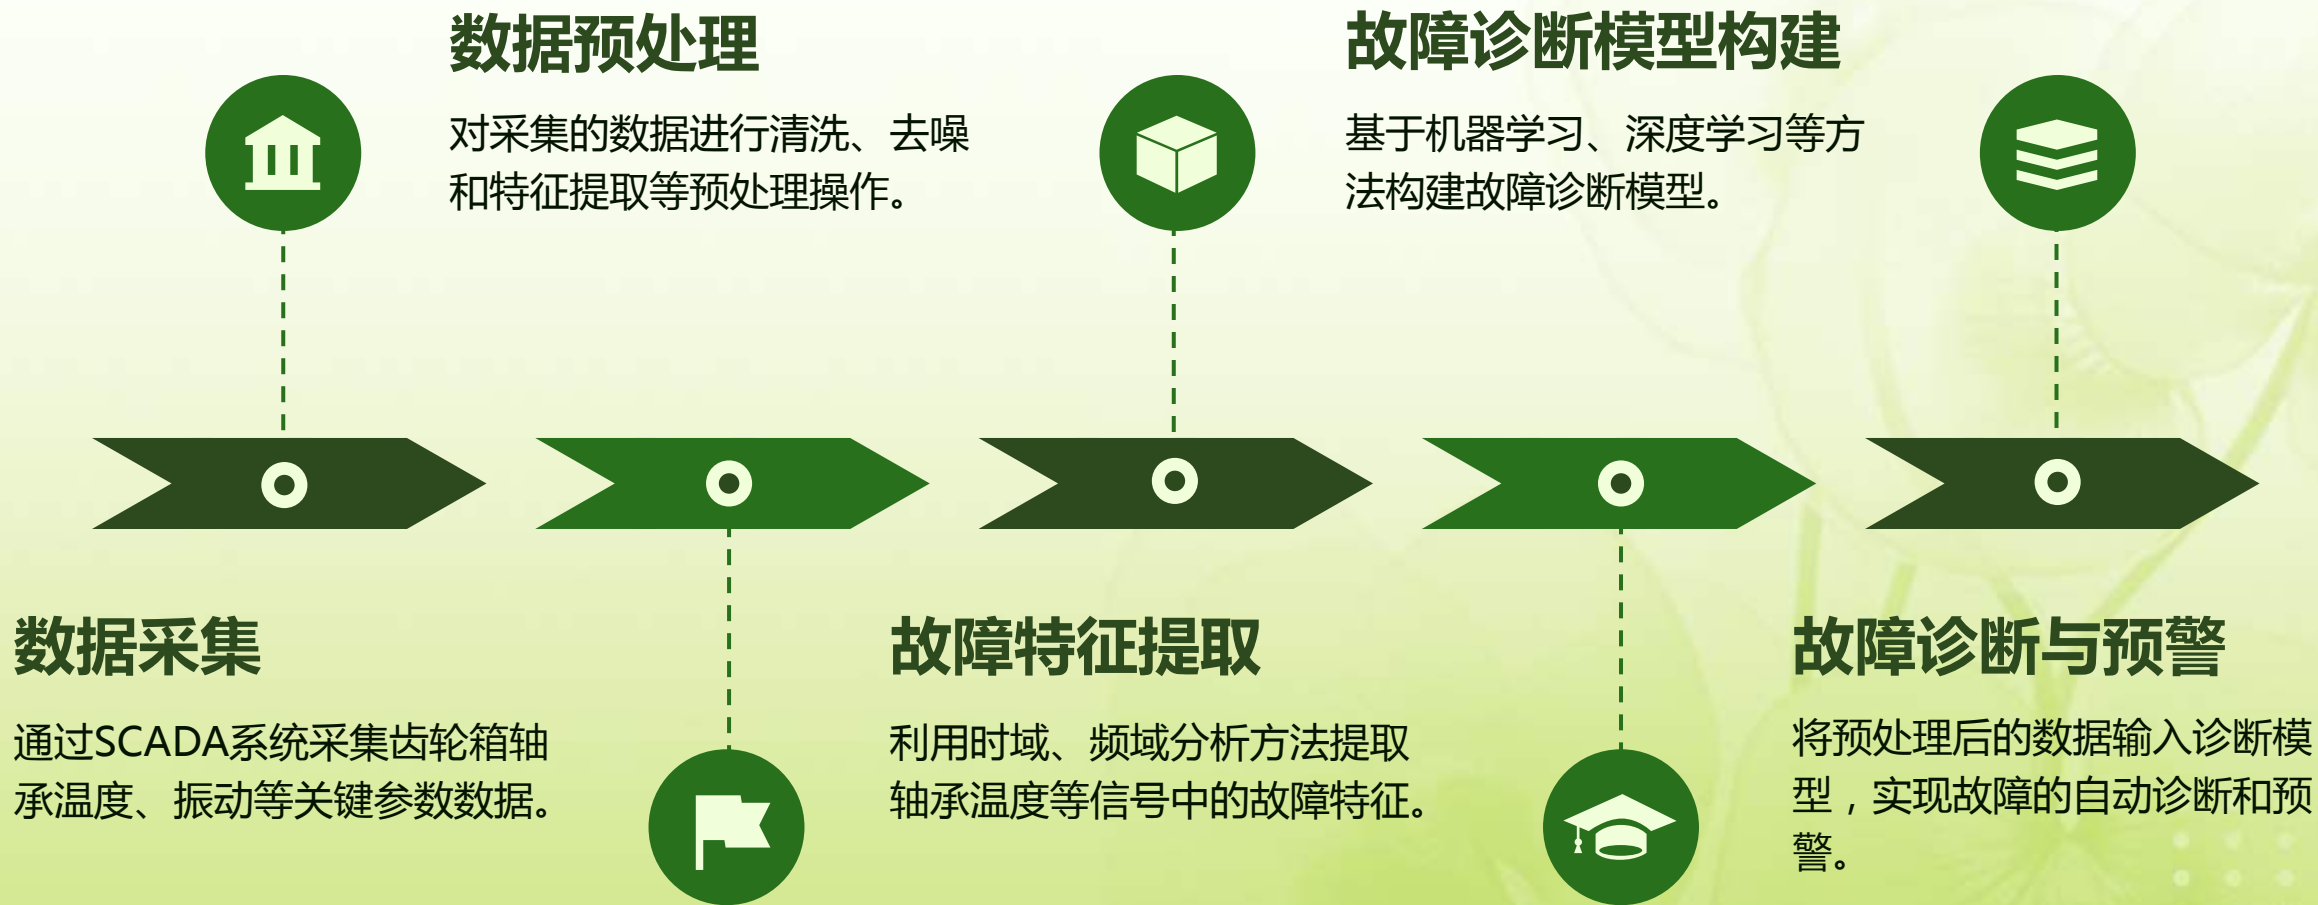 数据预处理
对采集的数据进行清洗、去噪
和特征提取等预处理操作。
故障诊断模型构建
基于机器学习、深度学习等方
法构建故障诊断模型。
数据采集
通过SCADA系统采集齿轮箱轴
承温度、振动等关键参数数据。
故障特征提取
利用时域、频域分析方法提取
轴承温度等信号中的故障特征。
故障诊断与预警
将预处理后的数据输入诊断模
型，实现故障的自动诊断和预
警。